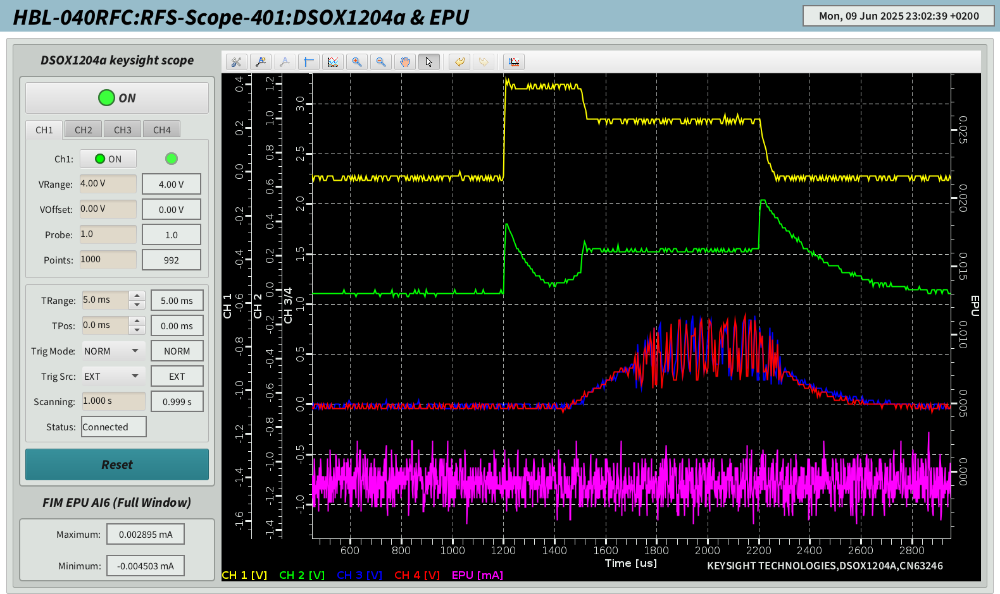 HBL-040RFC:RFS-Scope-401:DSOX1204a & EPU
Mon, 09 Jun 2025 23:02:39 +0200
DSOX1204a keysight scope
ON
CH1 CH2 CH3 CH4
Ch1: ON
VRange: 4.00 V 4.00 V
VOffset: 0.00 V 0.00 V
Probe: 1.0 1.0
Points: 1000 992
TRange: 5.0 ms 5.00 ms
TPos: 0.0 ms 0.00 ms
Trig Mode: NORM NORM
Trig Src: EXT EXT
Scanning: 1.000 s 0.999 s
Status: Connected
Reset
FIM EPU AI6 (Full Window)
Maximum: 0.002895 mA
Minimum: -0.004503 mA
CH 1
0.4 0.2 0.0 -0.2 -0.4 -0.6 -0.8 -1.0 -1.2 -1.4 -1.6
CH 2
1.2 1.0 0.8 0.6 0.4 0.2 0.0 -0.2 -0.4 -0.6 -0.8 -1.0 -1.2 -1.4
CH 3/4
3.0 2.5 2.0 1.5 1.0 0.5 0.0 -0.5 -1.0
0.025 0.020 0.015 0.010 0.005 0.000
EPU
600 800 1000 1200 1400 1600 1800 2000 2200 2400 2600 2800
Time [us]
KEYSIGHT TECHNOLOGIES,DSOX1204A,CN63246
CH 1 [V] CH 2 [V] CH 3 [V] CH 4 [V] EPU [mA]